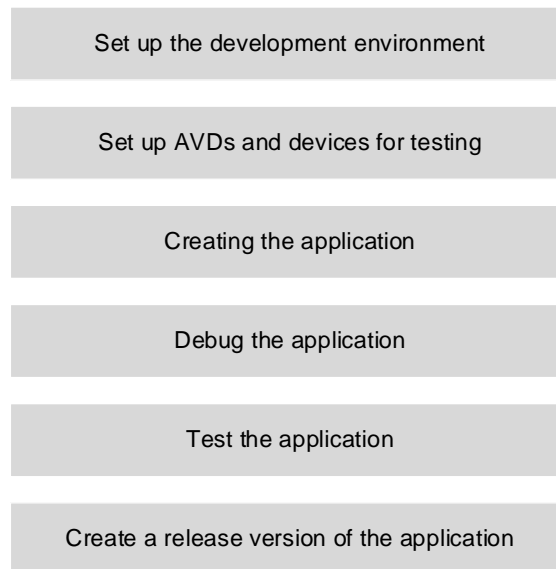 Set up the development environment
Set up AVDs and devices for testing
Creating the application
Debug the application
Test the application
Create a release version of the application